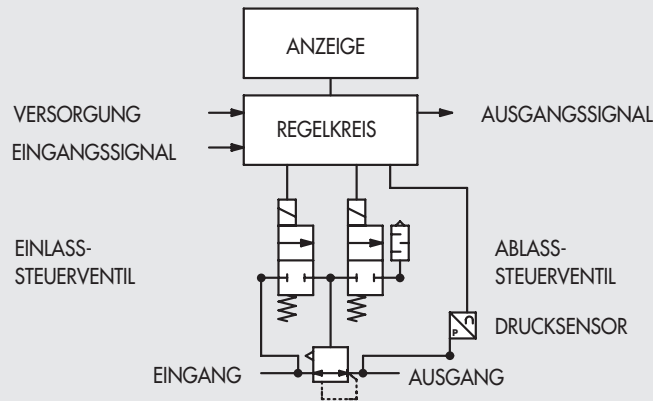 ANZEIGE
REGELKREIS
VERSORGUNG
EINGANGSSIGNAL
AUSGANGSSIGNAL
EINLASS-
STEUERVENTIL
ABLASS-
STEUERVENTIL
P
DRUCKSENSOR
EINGANG
AUSGANG